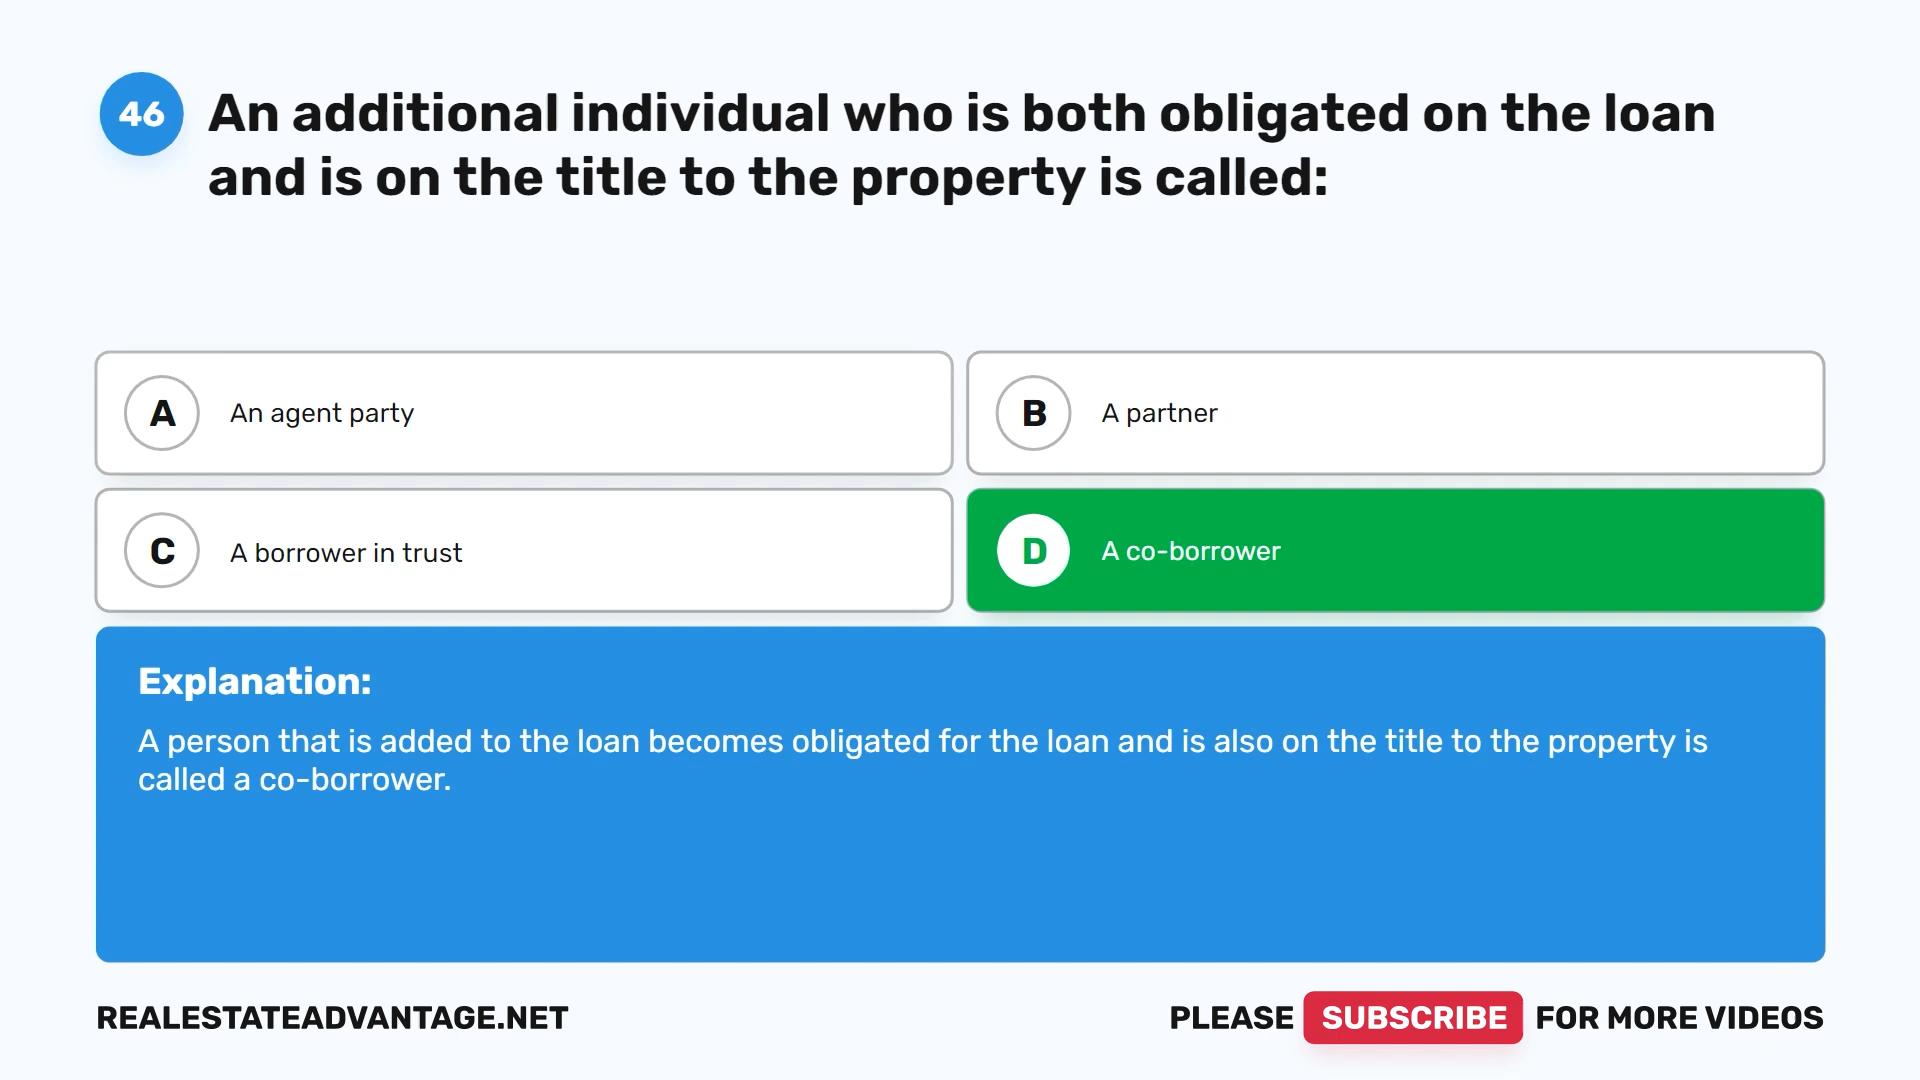 46
An additional individual who is both obligated on the loan
and is on the title to the property is called:
A An agent party
B A partner
C A borrower in trust
D A co-borrower
Explanation:
A person that is added to the loan becomes obligated for the loan and is also on the title to the property is
called a co-borrower.
REALESTATEADVANTAGE.NET
PLEASE SUBSCRIBE FOR MORE VIDEOS